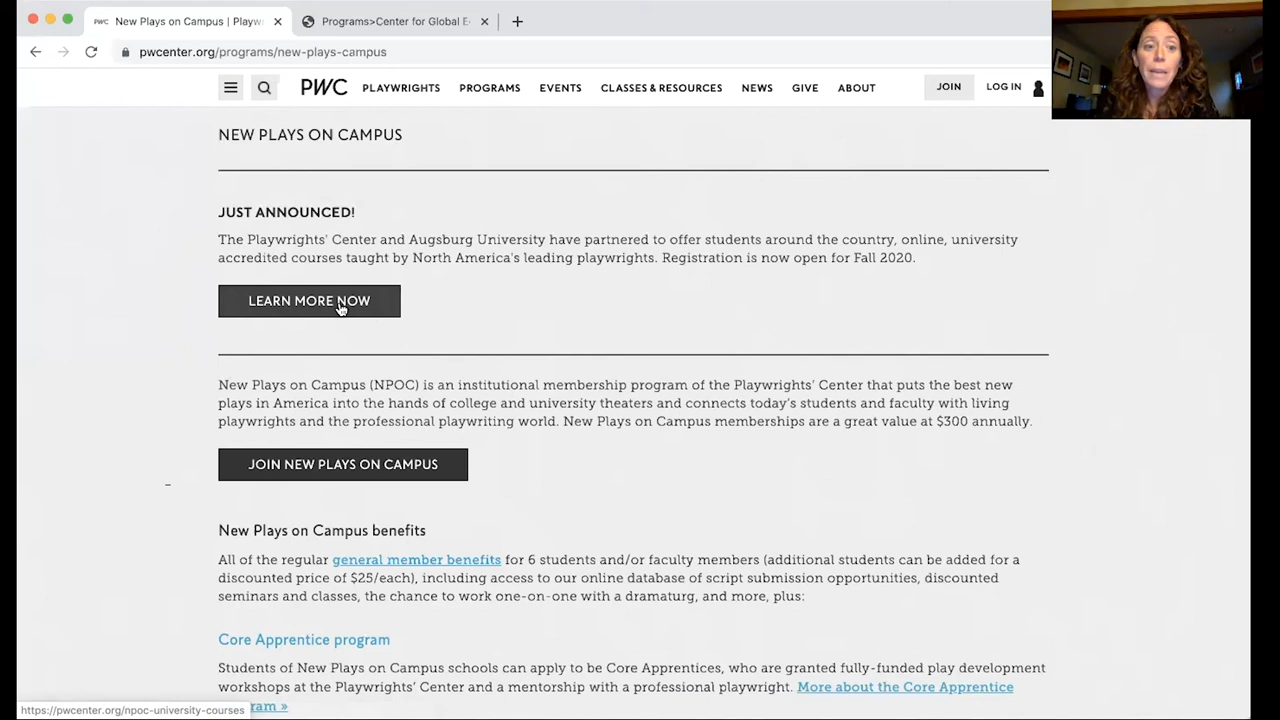 New Plays on Campus | Playw
Programs>Center for Global E
pwcenter.org/programs/new-plays-campus
PWC PLAYWRIGHTS PROGRAMS EVENTS CLASSES & RESOURCES NEWS GIVE ABOUT JOIN LOG IN
NEW PLAYS ON CAMPUS
JUST ANNOUNCED!
The Playwrights' Center and Augsburg University have partnered to offer students around the country, online, university
accredited courses taught by North America's leading playwrights. Registration is now open for Fall 2020.
LEARN MORE NOW
New Plays on Campus (NPOC) is an institutional membership program of the Playwrights' Center that puts the best new
plays in America into the hands of college and university theaters and connects today's students and faculty with living
playwrights and the professional playwriting world. New Plays on Campus memberships are a great value at $300 annually.
JOIN NEW PLAYS ON CAMPUS
New Plays on Campus benefits
All of the regular general member benefits for 6 students and/or faculty members (additional students can be added for a
discounted price of $25/each), including access to our online database of script submission opportunities, discounted
seminars and classes, the chance to work one-on-one with a dramaturg, and more, plus:
Core Apprentice program
Students of New Plays on Campus schools can apply to be Core Apprentices, who are granted fully-funded play development
workshops at the Playwrights' Center and a mentorship with a professional playwright. More about the Core Apprentice
gram »
https://pwcenter.org/npoc-university-courses